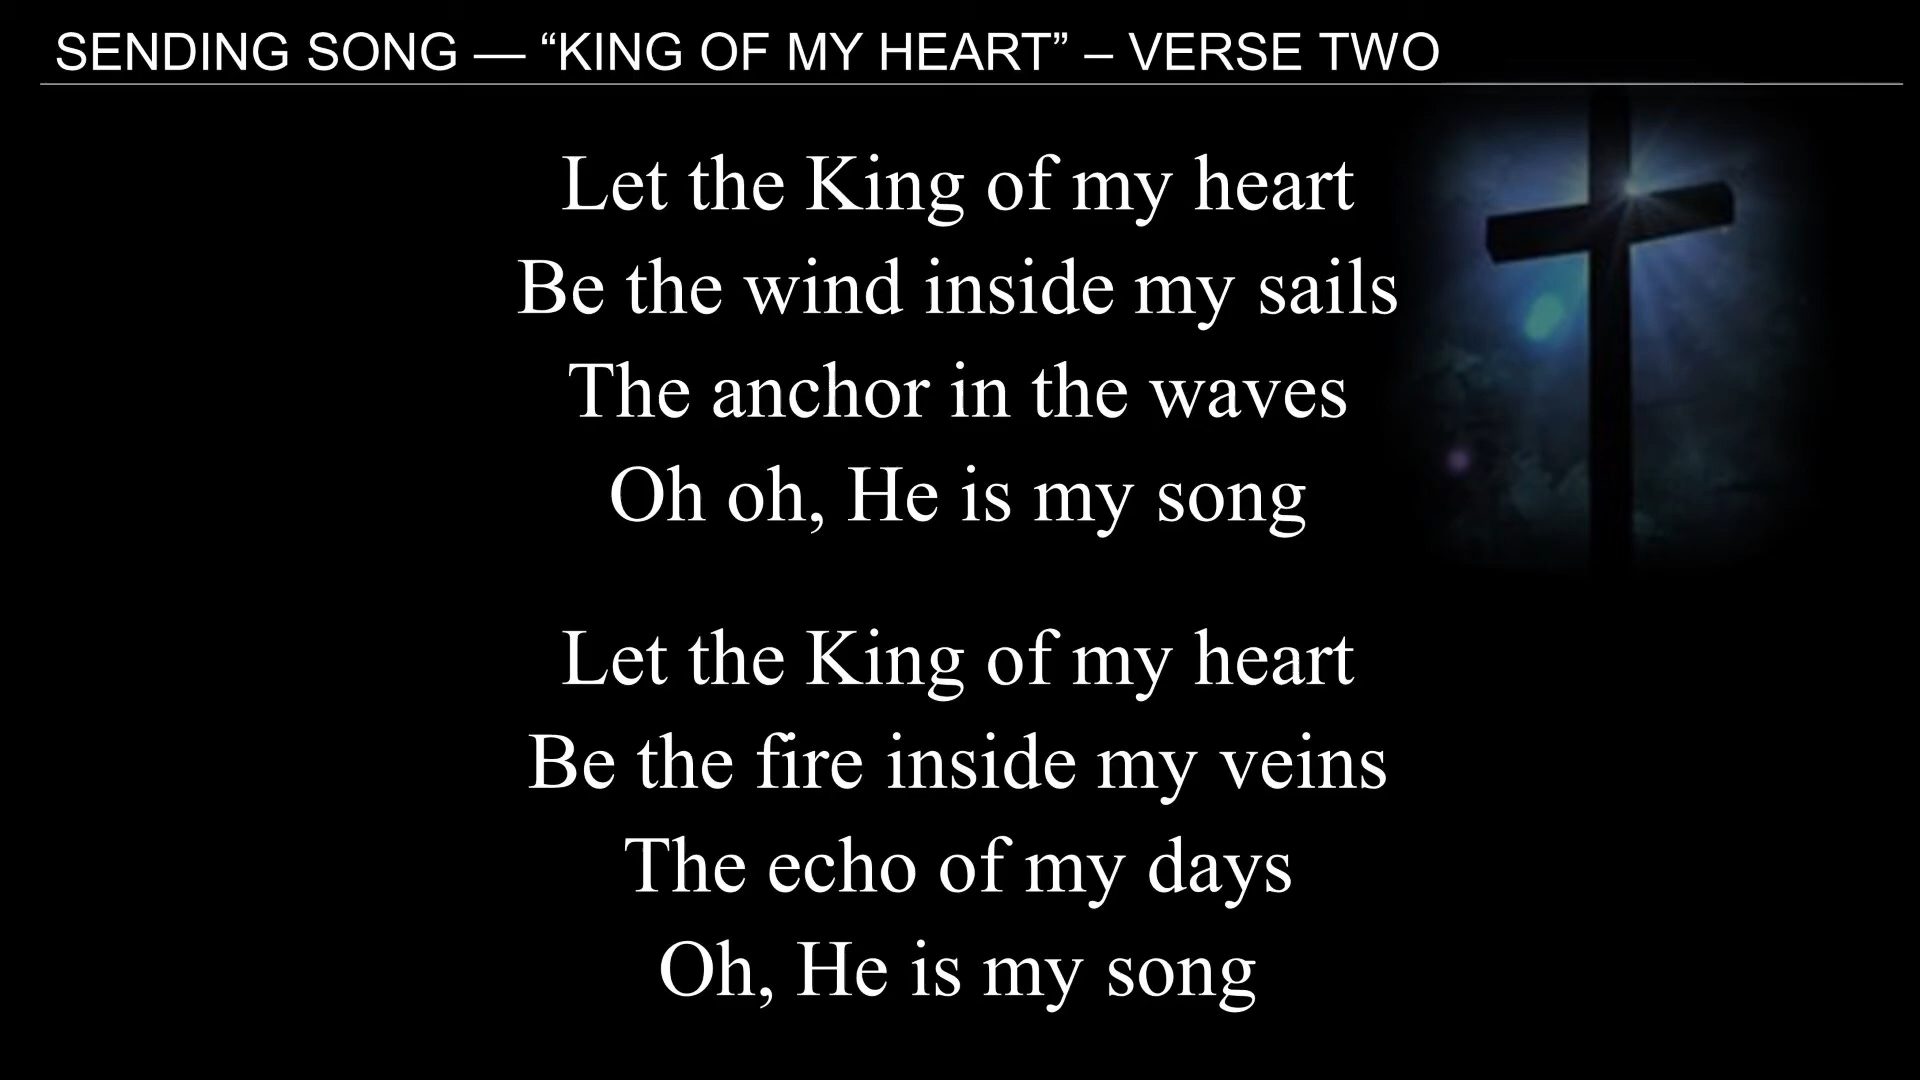 SENDING SONG — “KING OF MY HEART” – VERSE TWO
Let the King of my heart
Be the wind inside my sails
The anchor in the waves
Oh oh, He is my song
Let the King of my heart
Be the fire inside my veins
The echo of my days
Oh, He is my song